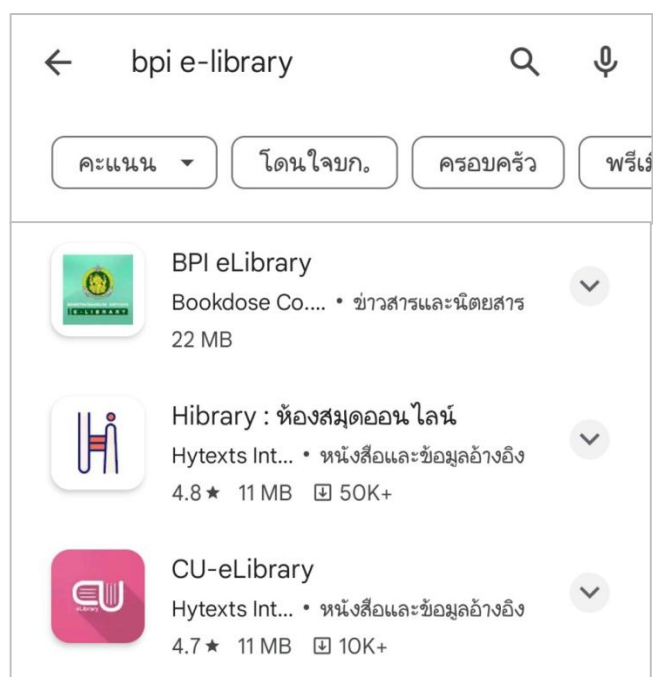 bpi e-library
คะแนน
โดนใจบก.
ครอบครัว
BPI eLibrary
Bookdose Co.... • ข่าวสารและนิตยสาร
22 MB
E-LIBRARY
Hibrary : ห้องสมุดออนไลน์
Hytexts Int... • หนังสือและข้อมูลอ้างอิง
4.8★ 11 MB 50K+
CU-eLibrary
Hytexts Int... • หนังสือและข้อมูลอ้างอิง
4.7★ 11 MB 10K+
CU
eLibrary